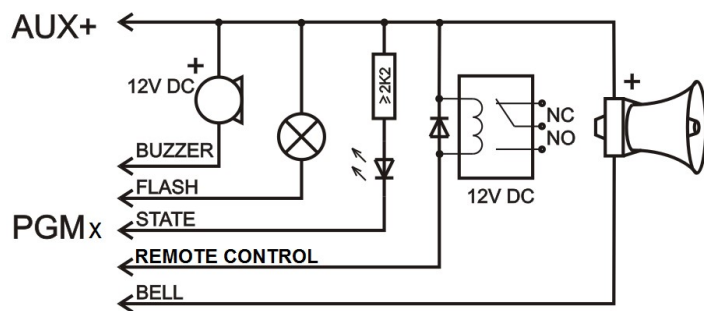 AUX+
+
12V DC
≥2K2
+
NC
NO
BUZZER
12V DC
FLASH
STATE
PGMx
REMOTE CONTROL
BELL